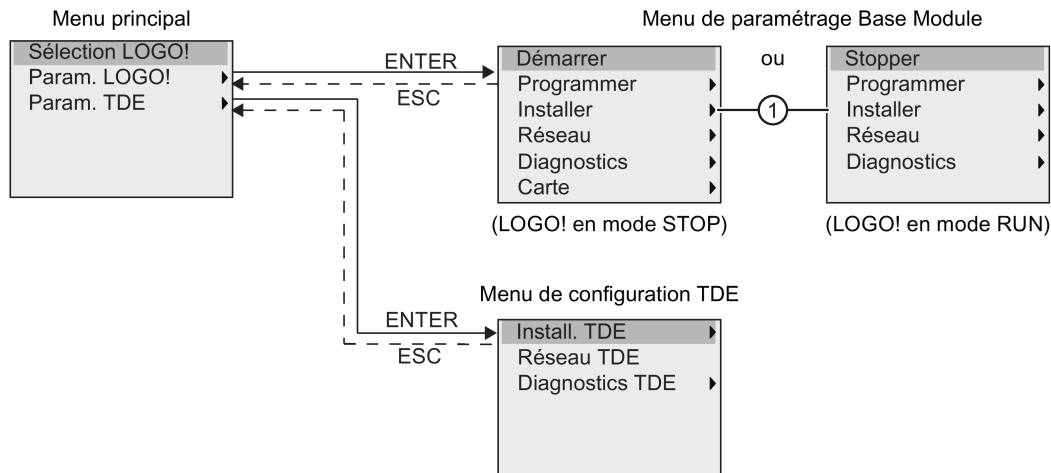 Menu principal
Sélection LOGO!
Param. LOGO!
Param. TDE
ENTER
ESC
Menu de paramétrage Base Module
Démarrer
Programmer
Installer
Réseau
Diagnostics
Carte
(LOGO! en mode STOP)
ou
1
Stopper
Programmer
Installer
Réseau
Diagnostics
(LOGO! en mode RUN)
ENTER
ESC
Menu de configuration TDE
Install. TDE
Réseau TDE
Diagnostics TDE